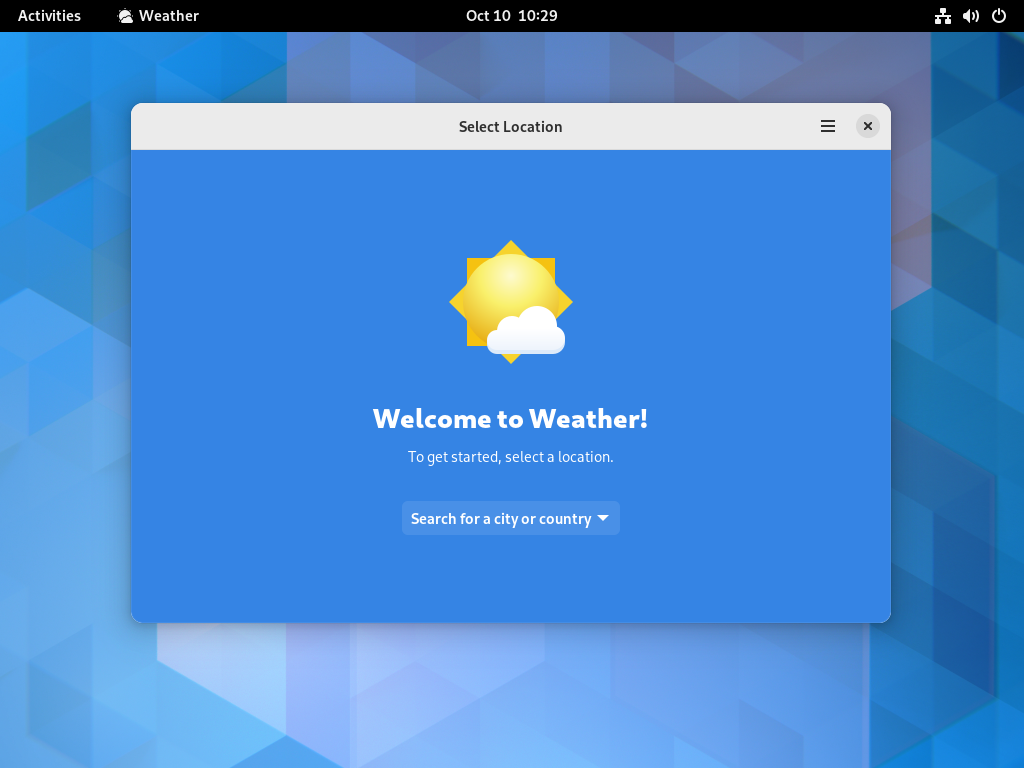 Activities Weather Oct 10 10:29
Select Location
Welcome to Weather!
To get started, select a location.
Search for a city or country